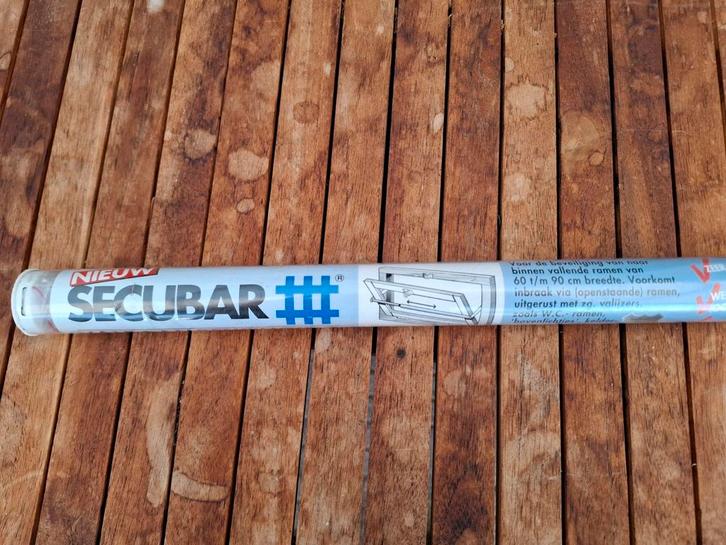 NIEUW
SECUBAR
®
Voor de beveiliging van naar
binnen vallende ramen van
60 t/m 90 cm breedte. Voorkomt
inbraak via (openstaande) ramen,
uitgerust met zg. valijzers.
zoals W.C.- ramen,